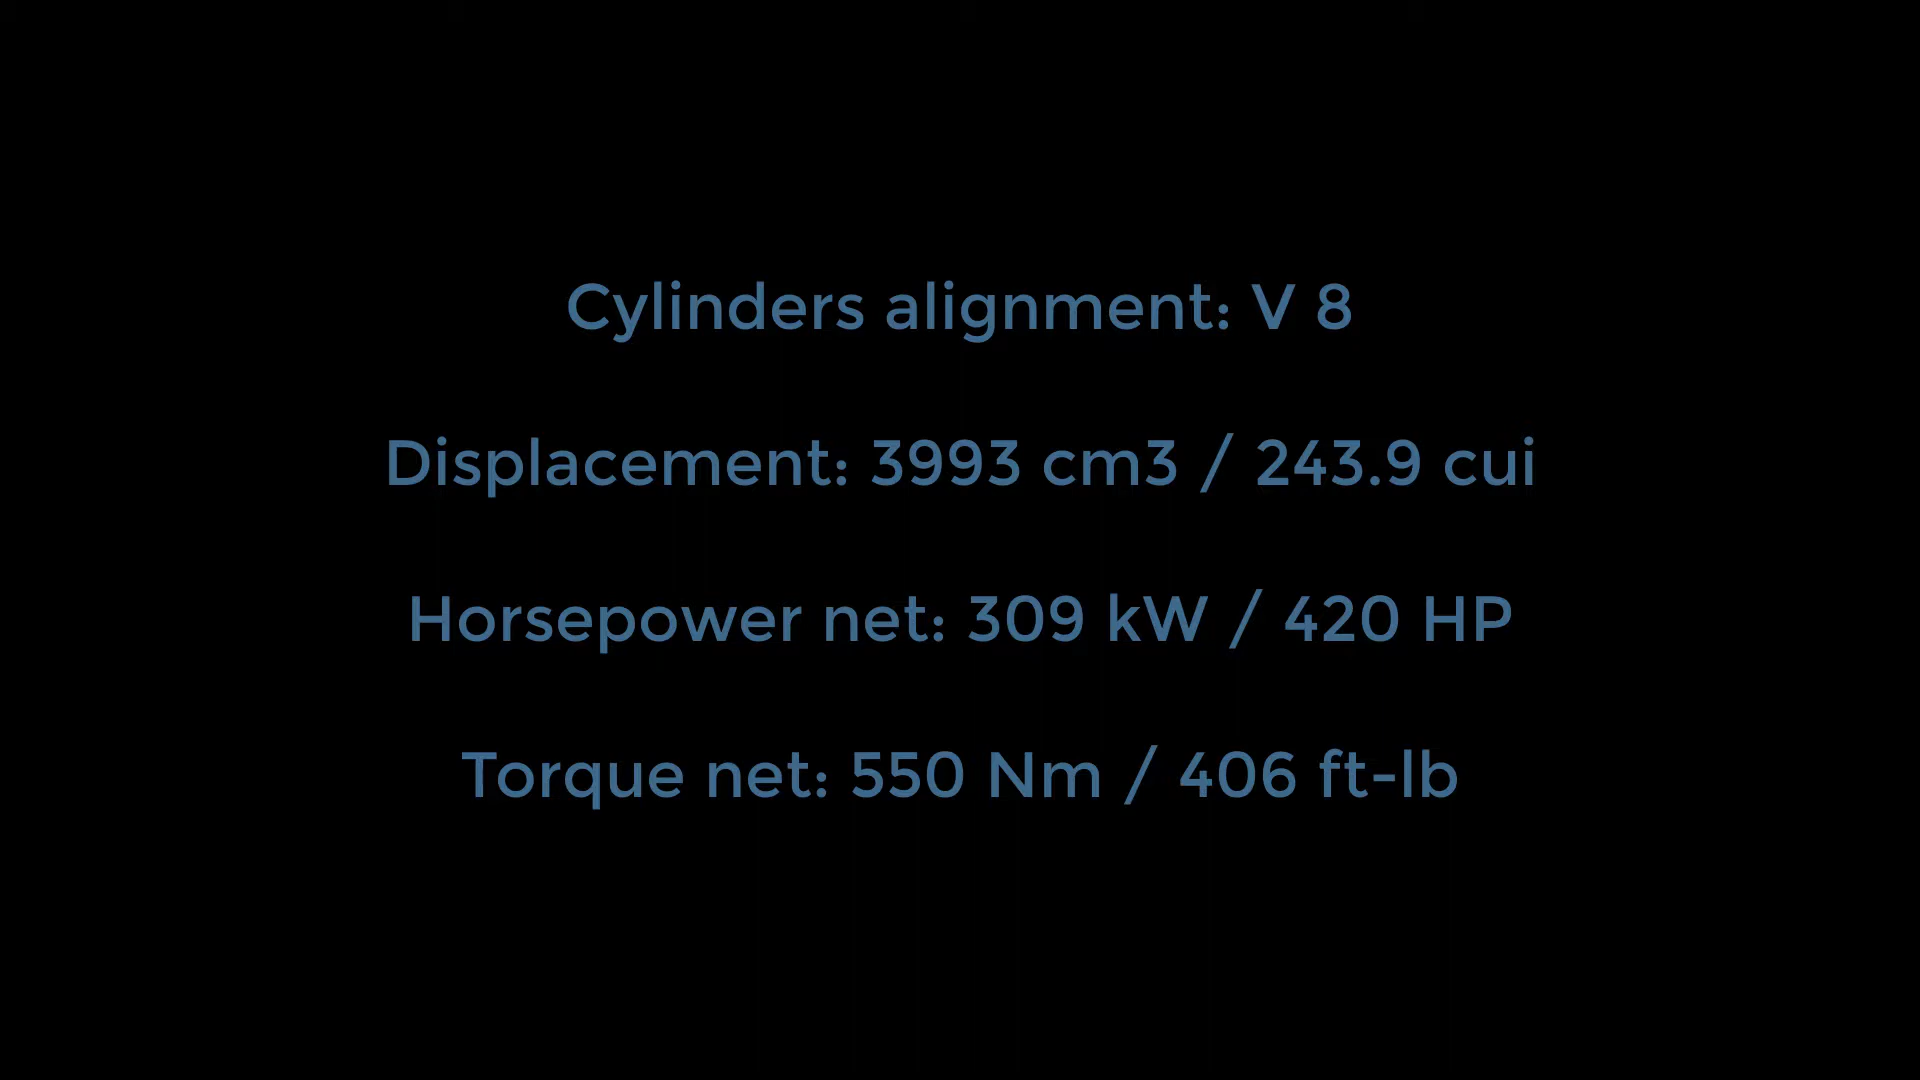 Cylinders alignment: V 8
Displacement: 3993 cm3 / 243.9 cui
Horsepower net: 309 kW / 420 HP
Torque net: 550 Nm / 406 ft-lb